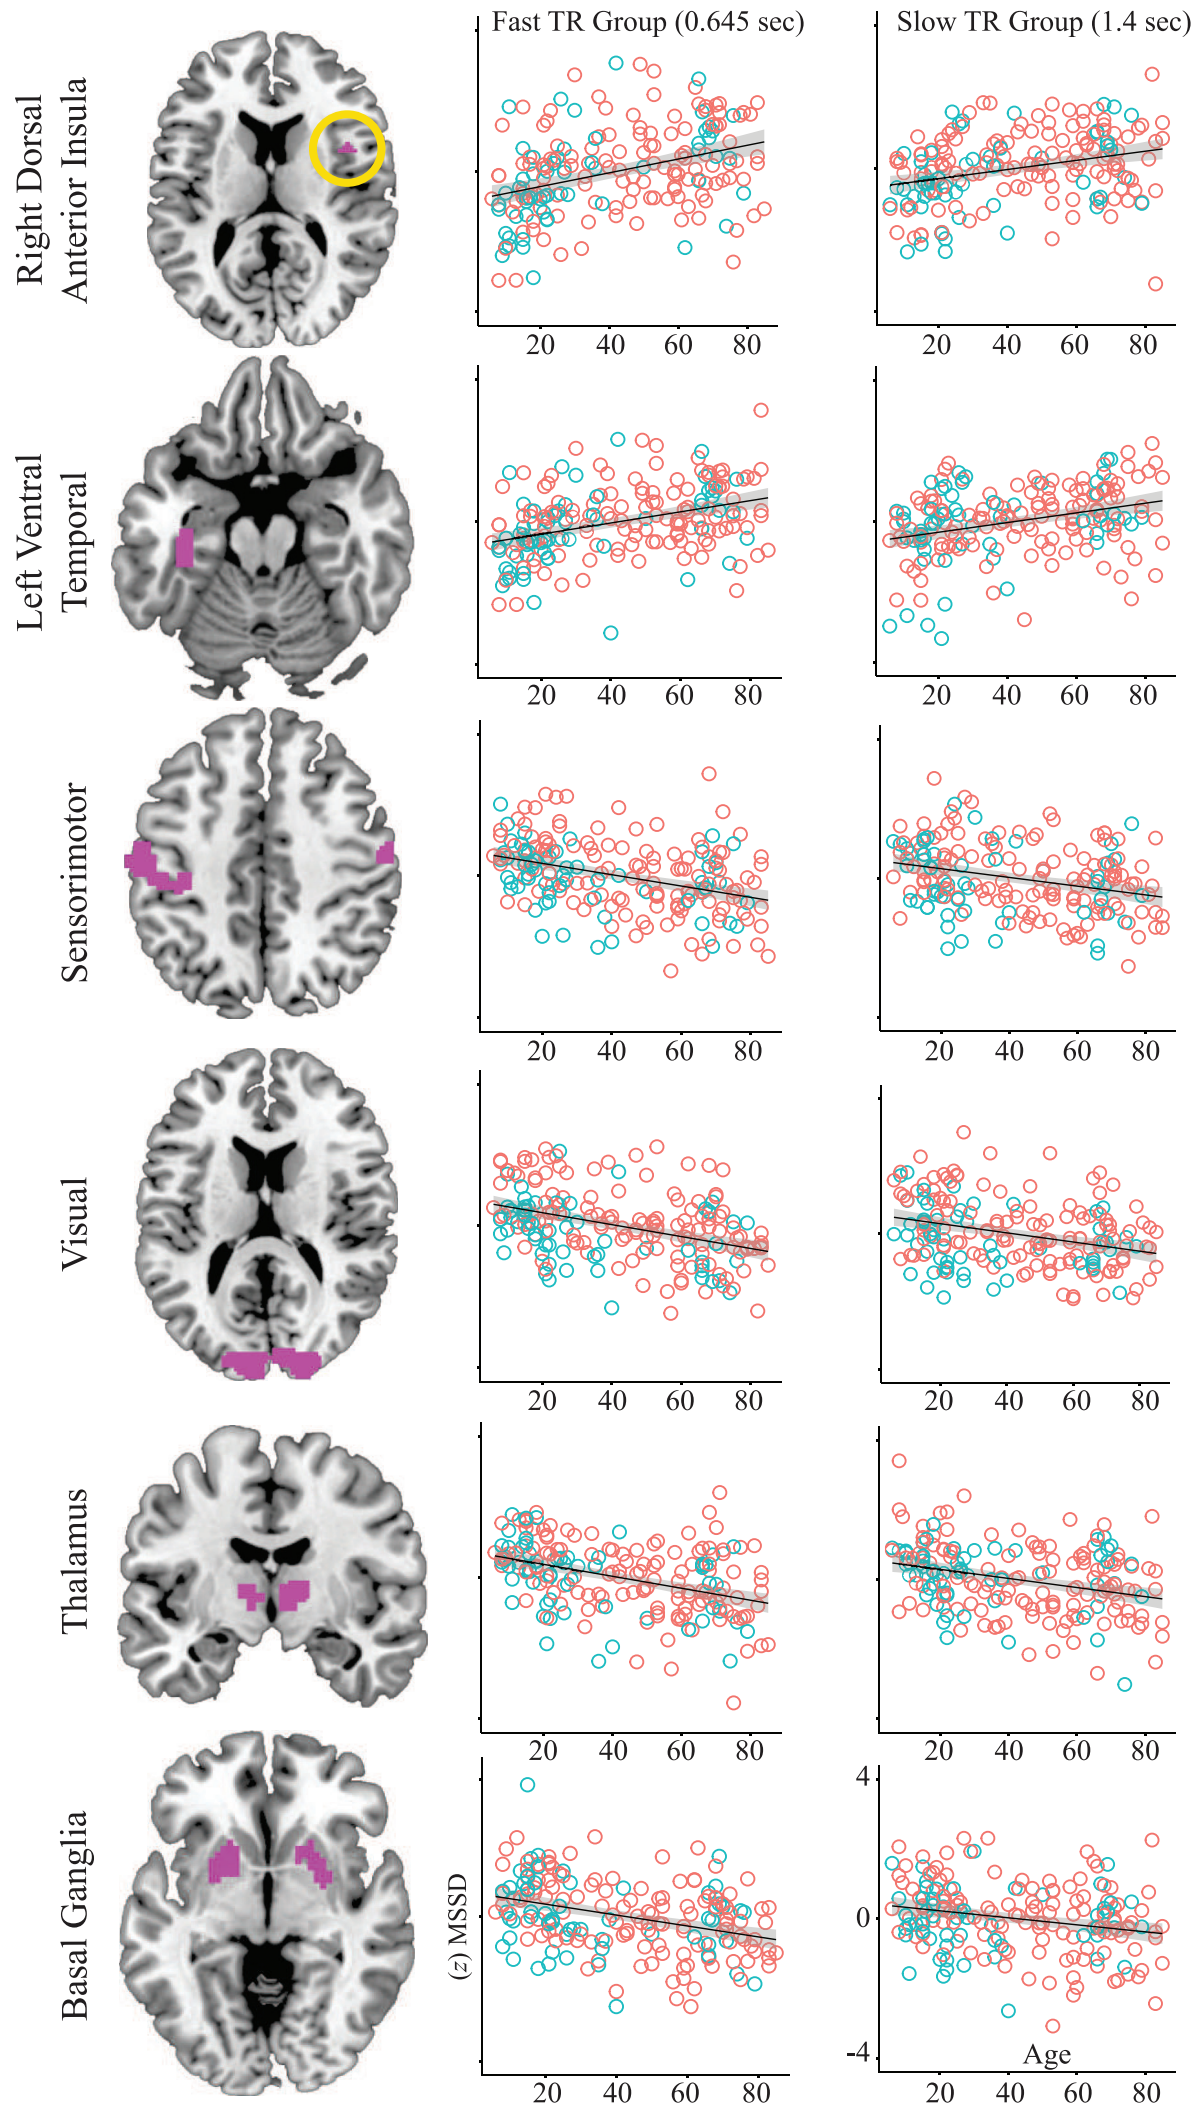 Fast TR Group (0.645 sec)
Slow TR Group (1.4 sec)
Right Dorsal
Anterior Insula
20 40 60 80
20 40 60 80
Left Ventral
Temporal
20 40 60 80
20 40 60 80
Sensorimotor
20 40 60 80
20 40 60 80
Visual
20 40 60 80
20 40 60 80
Thalamus
20 40 60 80
20 40 60 80
Basal Ganglia
(z) MSSD
20 40 60 80
4
0
-4
Age
20 40 60 80